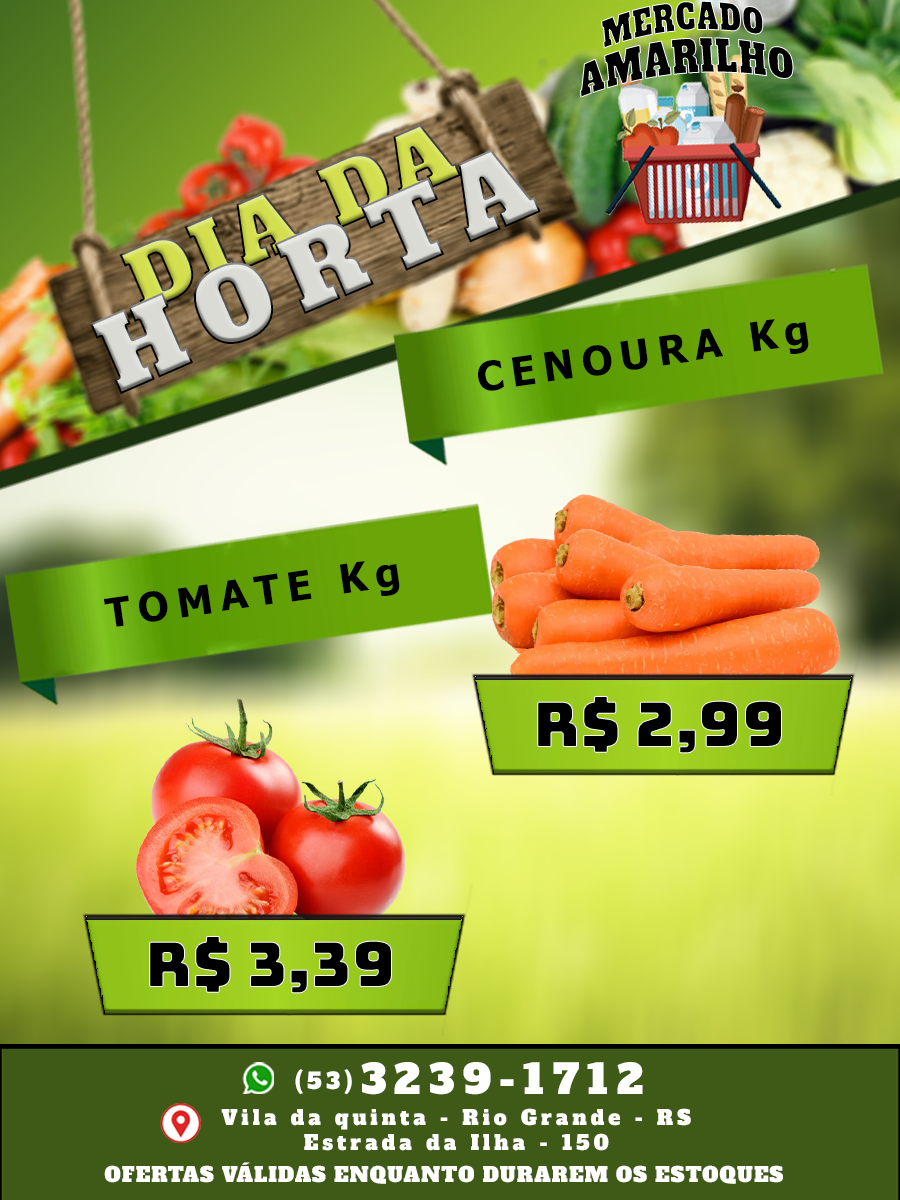 MERCADO
AMARILHO
DIA DA
HORTA
CENOURA Kg
TOMATE Kg
R$ 2,99
R$ 3,39
(53) 3239-1712
Vila da quinta - Rio Grande - RS
Estrada da Ilha - 150
OFERTAS VÁLIDAS ENQUANTO DURAREM OS ESTOQUES